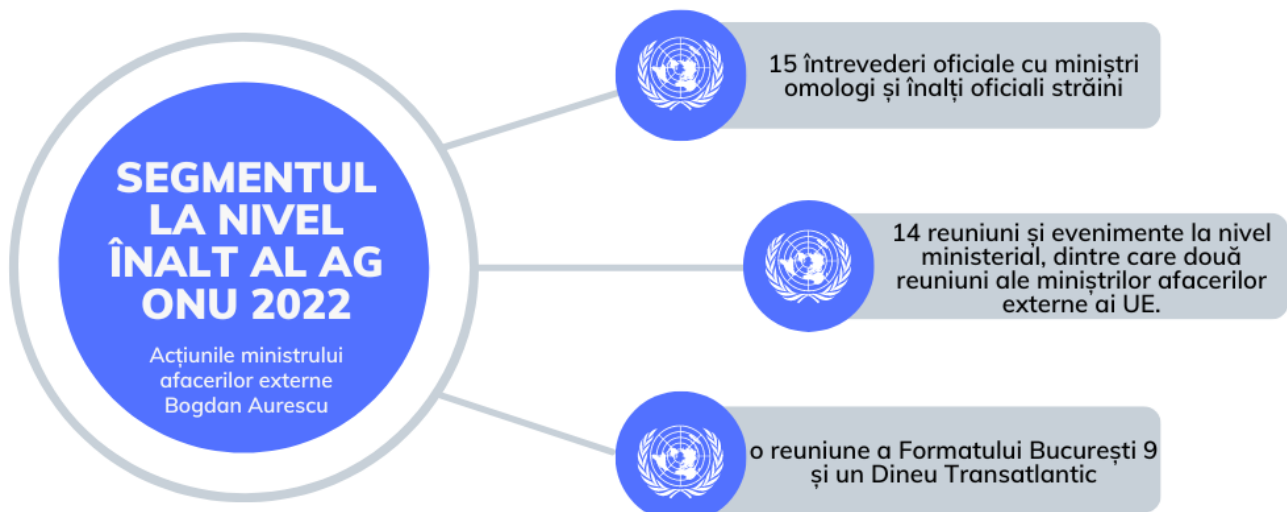 SEGMENTUL
LA NIVEL
ÎNALT AL AG
ONU 2022
Acțiunile ministrului
afacerilor externe
Bogdan Aurescu
15 întrevederi oficiale cu miniștri
omologi și înalți oficiali străini
14 reuniuni și evenimente la nivel
ministerial, dintre care două
reuniuni ale miniștrilor afacerilor
externe ai UE.
o reuniune a Formatului București 9
și un Dineu Transatlantic